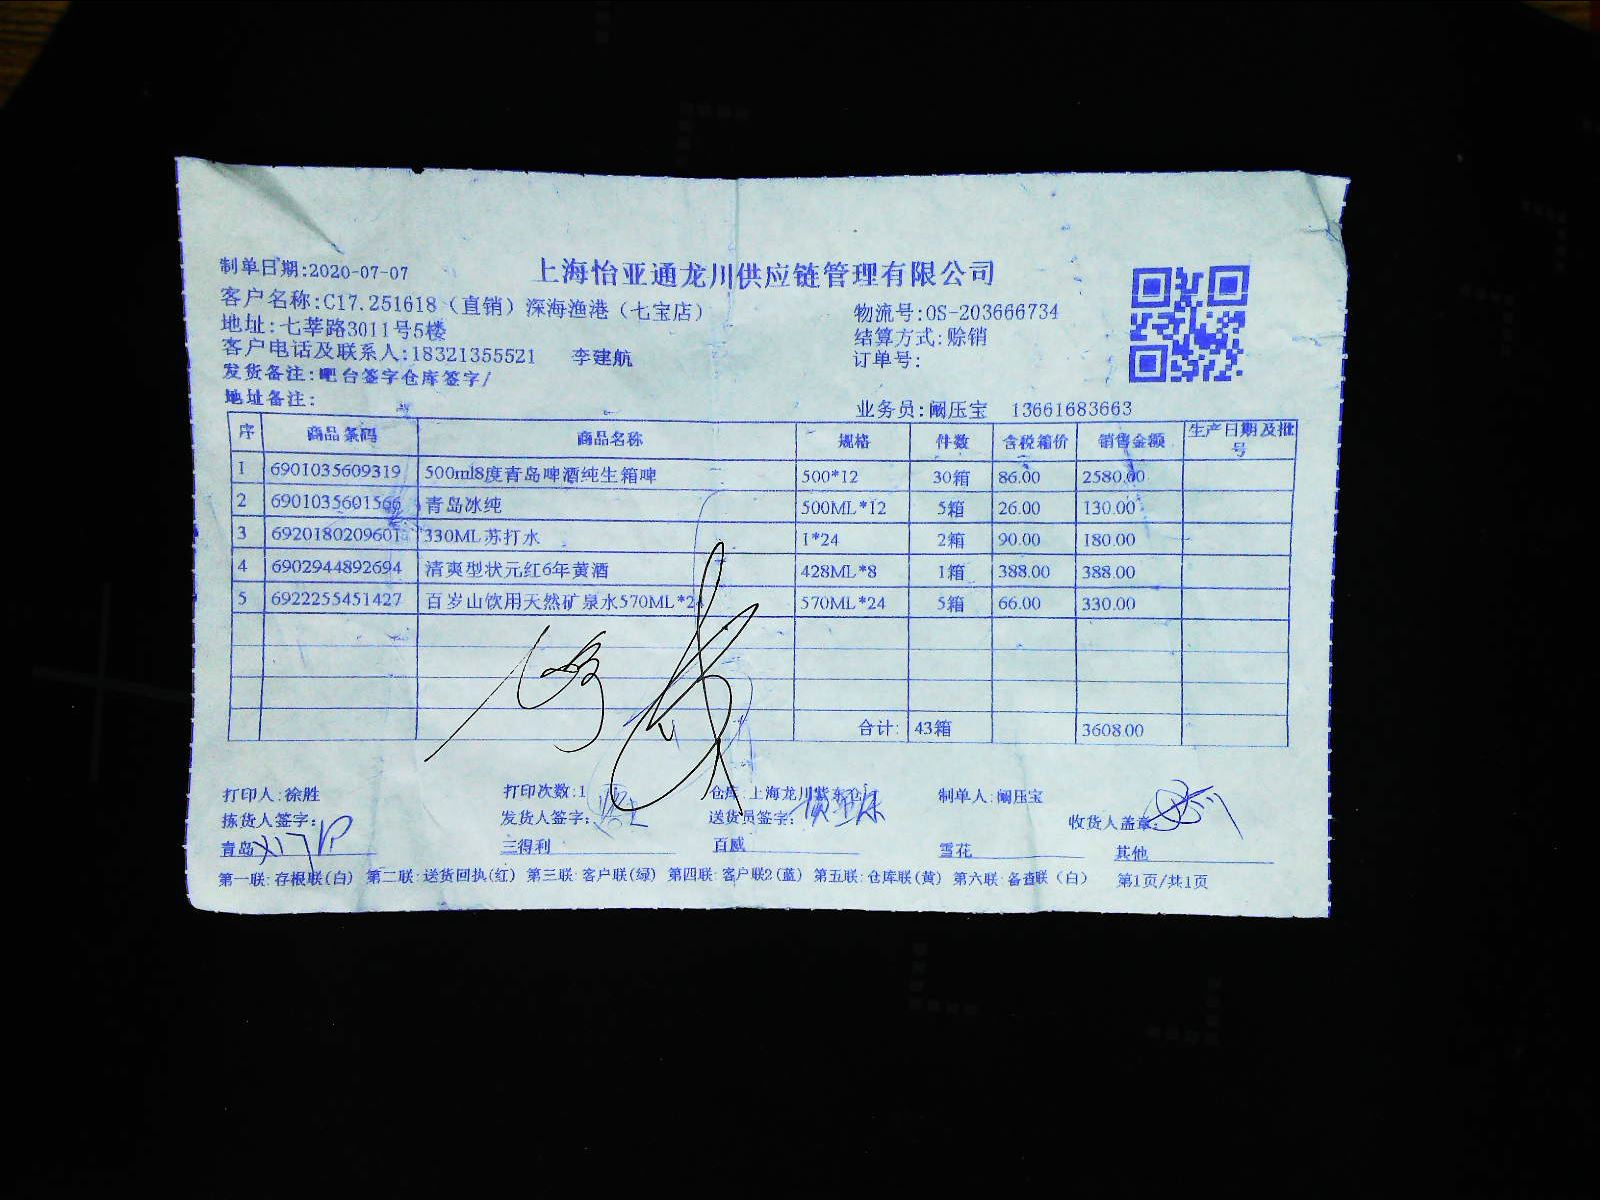 上海怡亚通龙川供应链管理有限公司
制单日期:2020-07-07
客户名称:C17.251618（直销）深海渔港（七宝店） 物流号:OS-203666734
地址:七莘路3011号5楼 结算方式:赊销
客户电话及联系人:18321355521 李建航 订单号:
发货备注:吧台签字仓库签字/
地址备注: 业务员:阚压宝 13661683663
序 商品条码 商品名称 规格 件数 含税箱价 销售金额 生产日期及批号
1 6901035609319 500ml8度青岛啤酒纯生箱啤 500*12 30箱 86.00 2580.00
2 6901035601566 青岛冰纯 500ML*12 5箱 26.00 130.00
3 6920180209601 330ML苏打水 1*24 2箱 90.00 180.00
4 6902944892694 清爽型状元红6年黄酒 428ML*8 1箱 388.00 388.00
5 6922255451427 百岁山饮用天然矿泉水570ML*24 570ML*24 5箱 66.00 330.00
合计: 43箱 3608.00
打印人:徐胜 打印次数:1 仓库:上海龙川紫东仓 制单人:阚压宝
拣货人签字: 发货人签字: 送货员签字: 收货人盖章:
青岛 三得利 百威 雪花 其他
第一联:存根联(白) 第二联:送货回执(红) 第三联:客户联(绿) 第四联:客户联2(蓝) 第五联:仓库联(黄) 第六联:备查联（白） 第1页/共1页